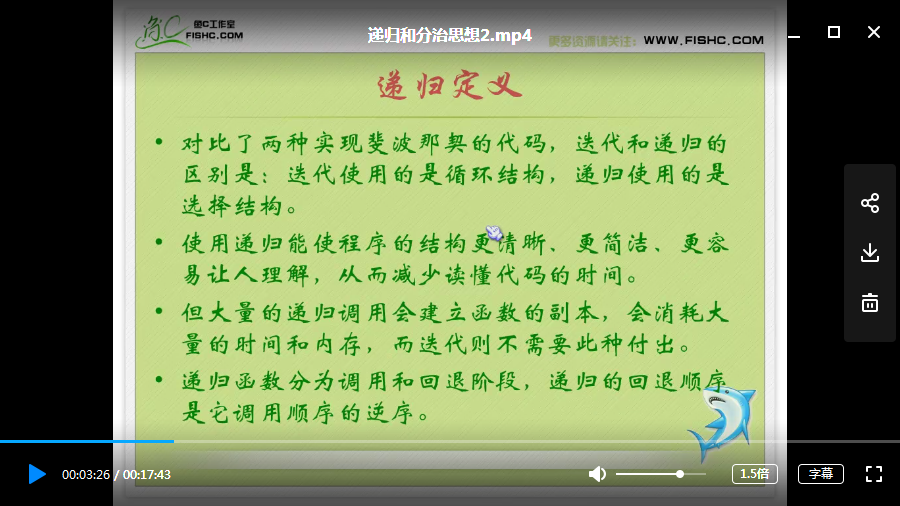 鱼C工作室
FISHC.COM
递归和分治思想2.mp4
更多资源请关注：WWW.FISHC.COM
递归定义
• 对比了两种实现斐波那契的代码，迭代和递归的
区别是：迭代使用的是循环结构，递归使用的是
选择结构。
• 使用递归能使程序的结构更清晰、更简洁、更容
易让人理解，从而减少读懂代码的时间。
• 但大量的递归调用会建立函数的副本，会消耗大
量的时间和内存，而迭代则不需要此种付出。
• 递归函数分为调用和回退阶段，递归的回退顺序
是它调用顺序的逆序。
00:03:26 / 00:17:43
1.5倍
字幕